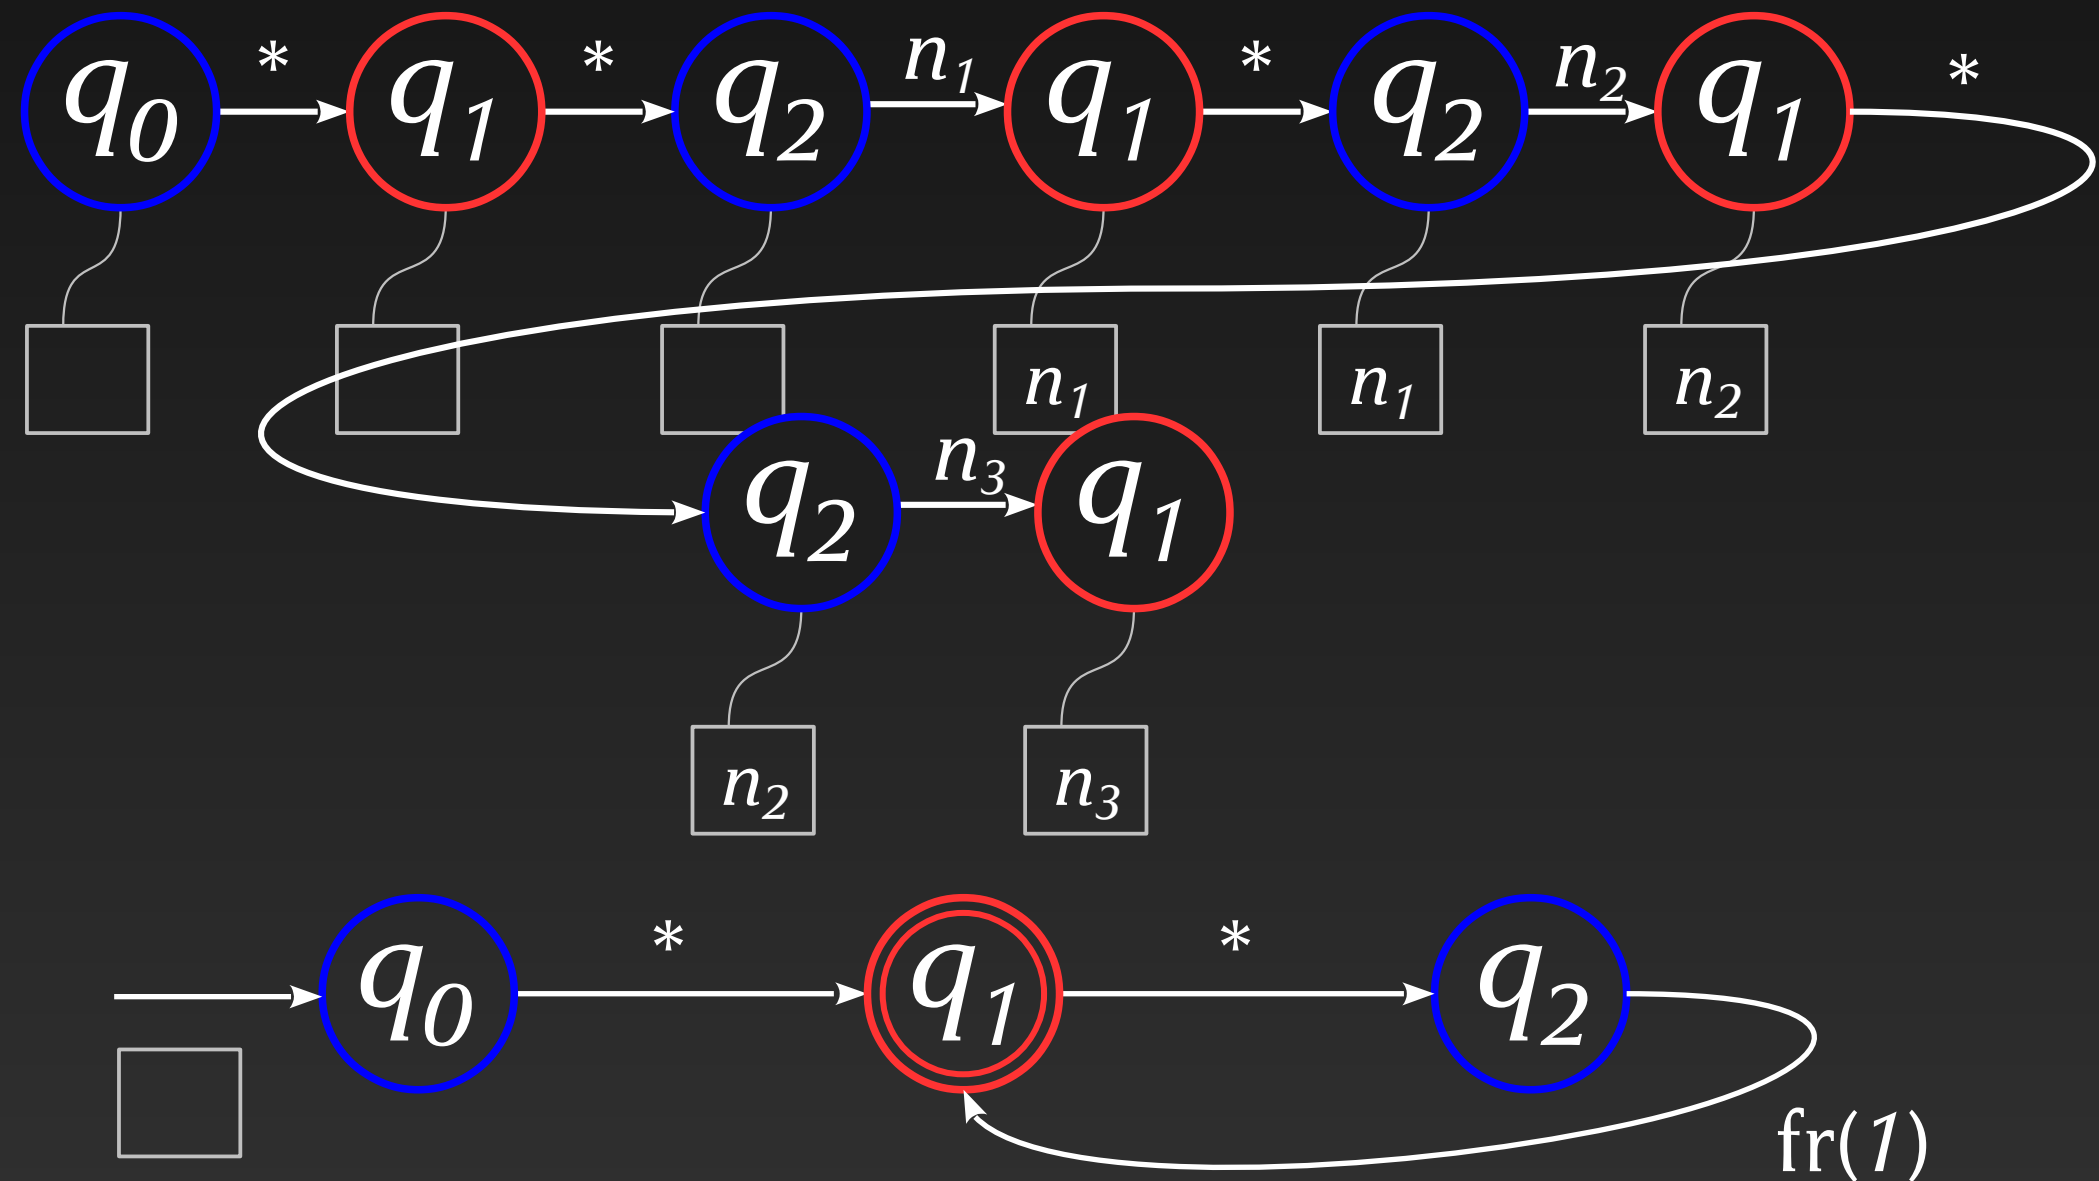 q0 * q1 * q2 n1 q1 * q2 n2 q1 *
n1 n1 n2
q2 n3 q1
n2 n3
q0 * q1 * q2
fr(1)